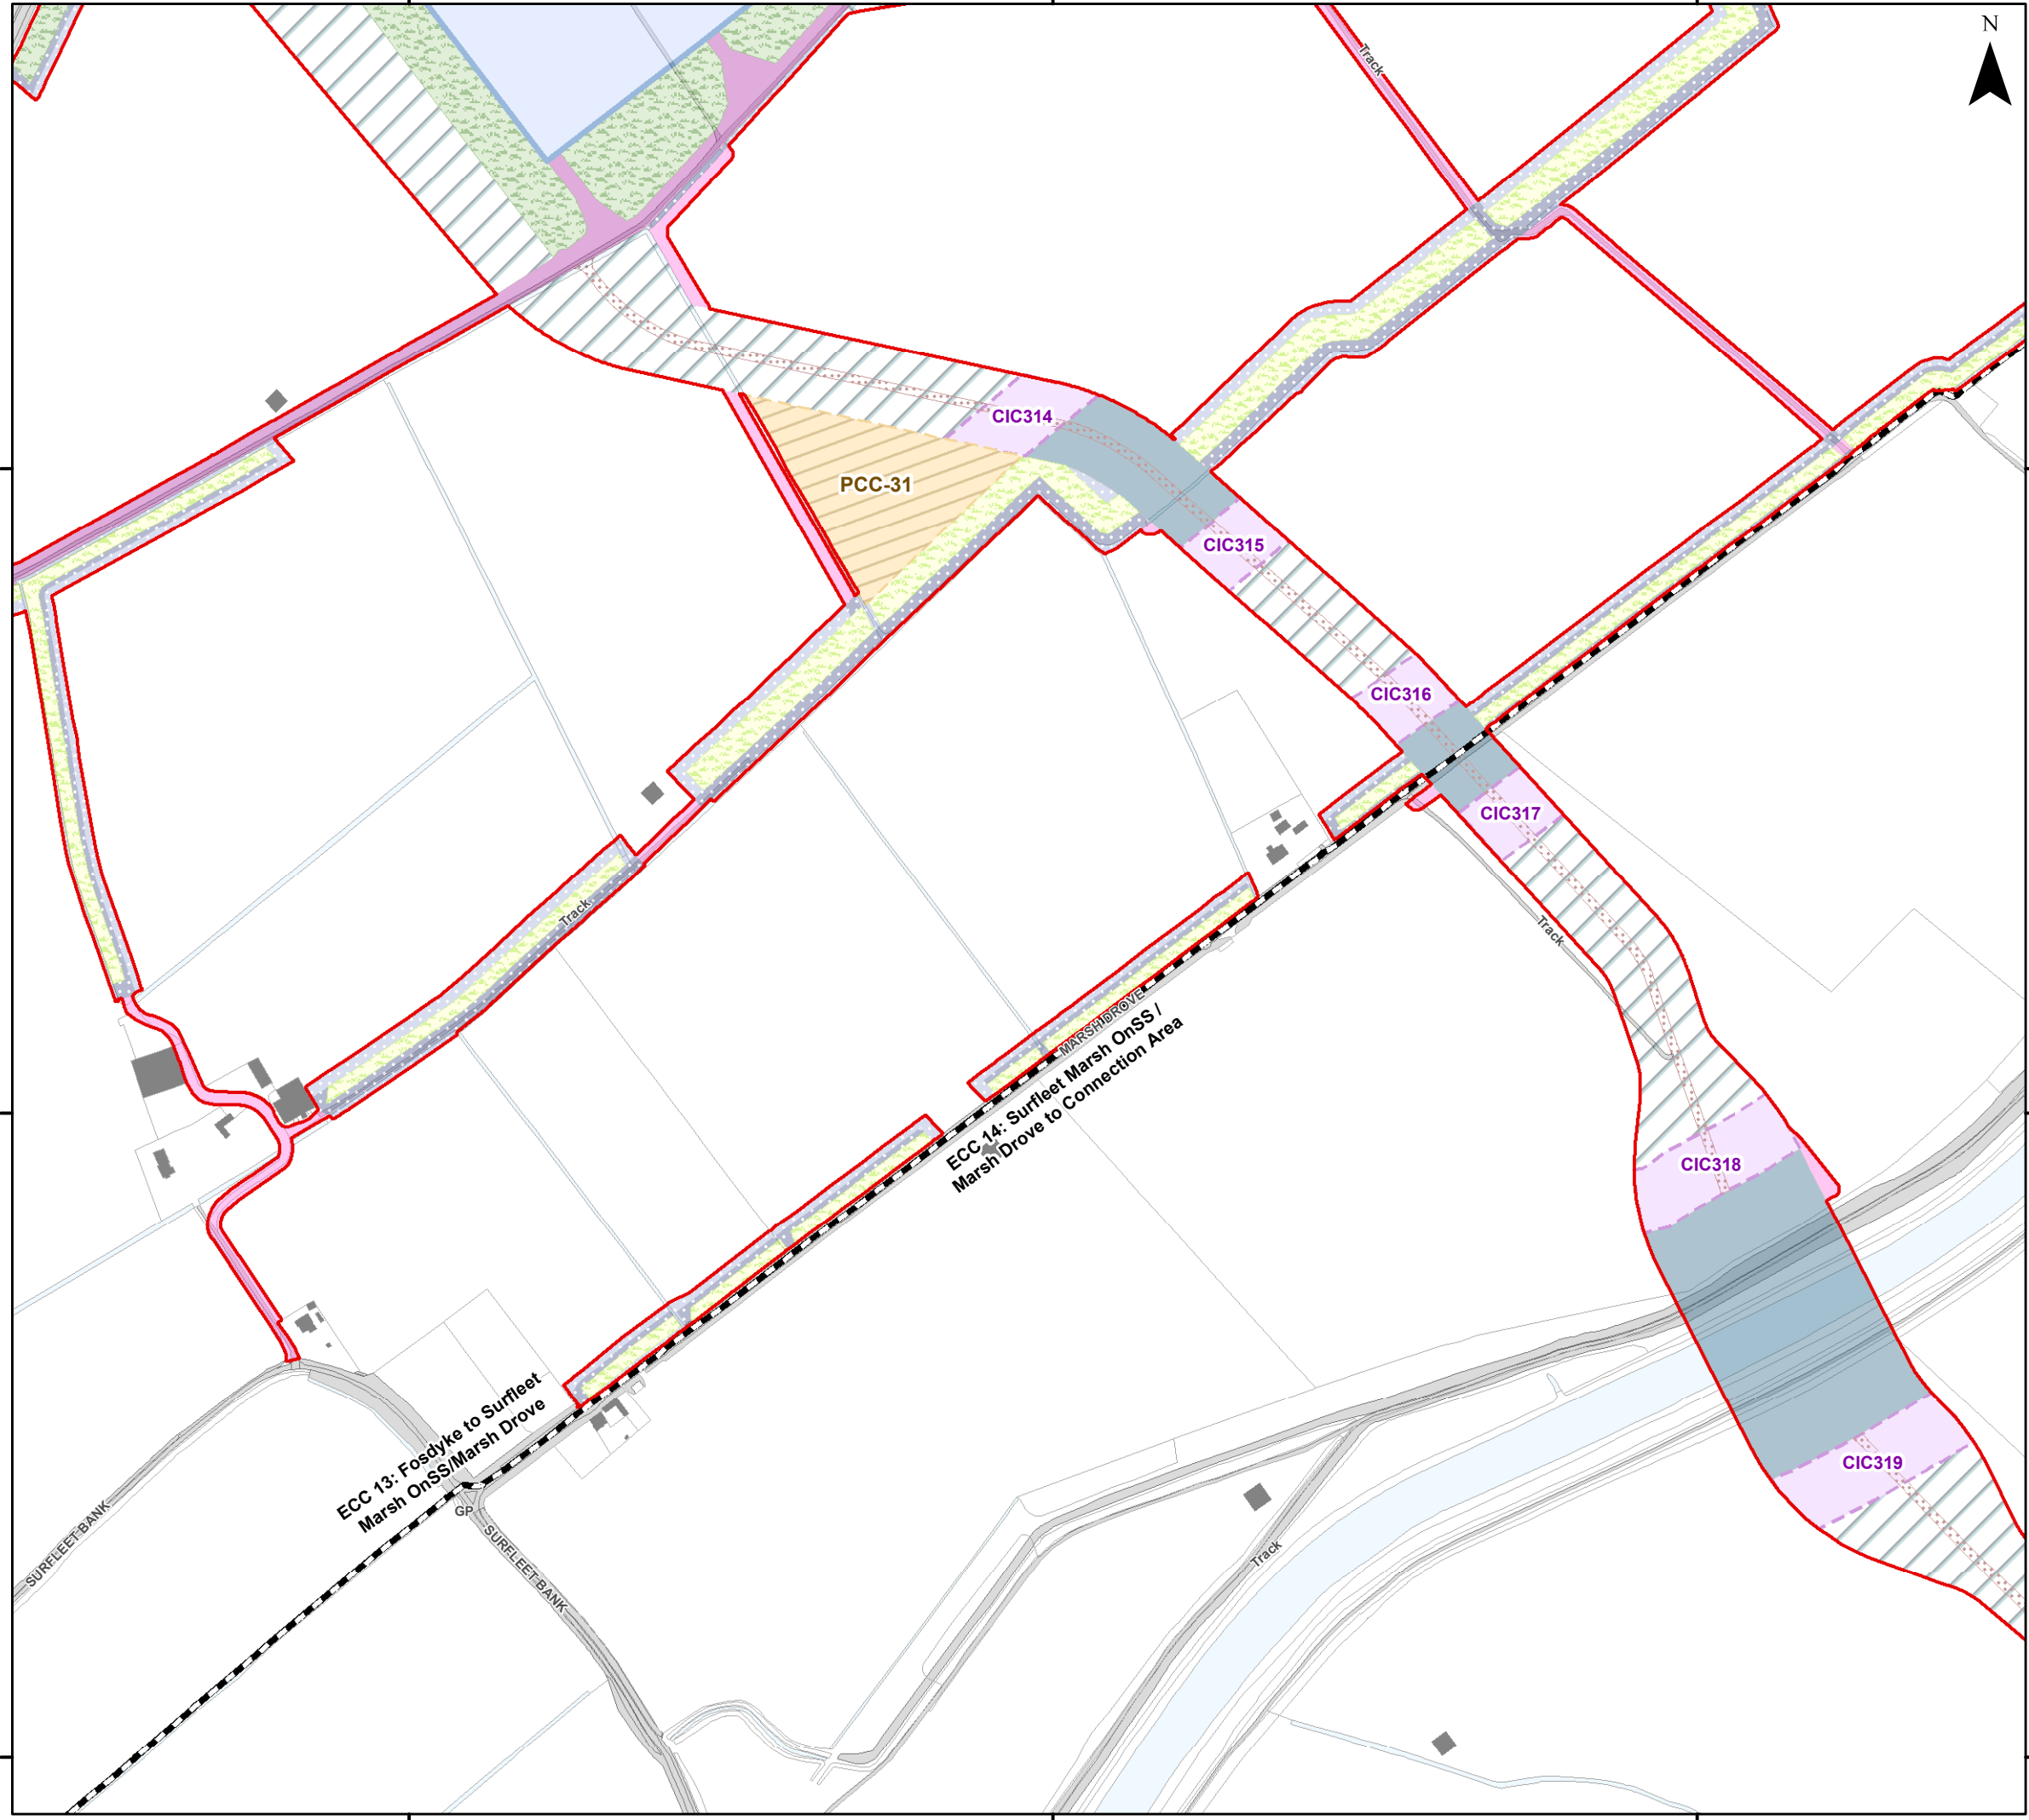 N
Track
CIC314
PCC-31
CIC315
CIC316
CIC317
Track
Track
MARSH DROVE
ECC 14: Surfleet Marsh OnSS /
Marsh Drove to Connection Area
CIC318
ECC 13: Fosdyke to Surfleet
Marsh OnSS/Marsh Drove
CIC319
GP
SURFLEET BANK
SURFLEET BANK
Track